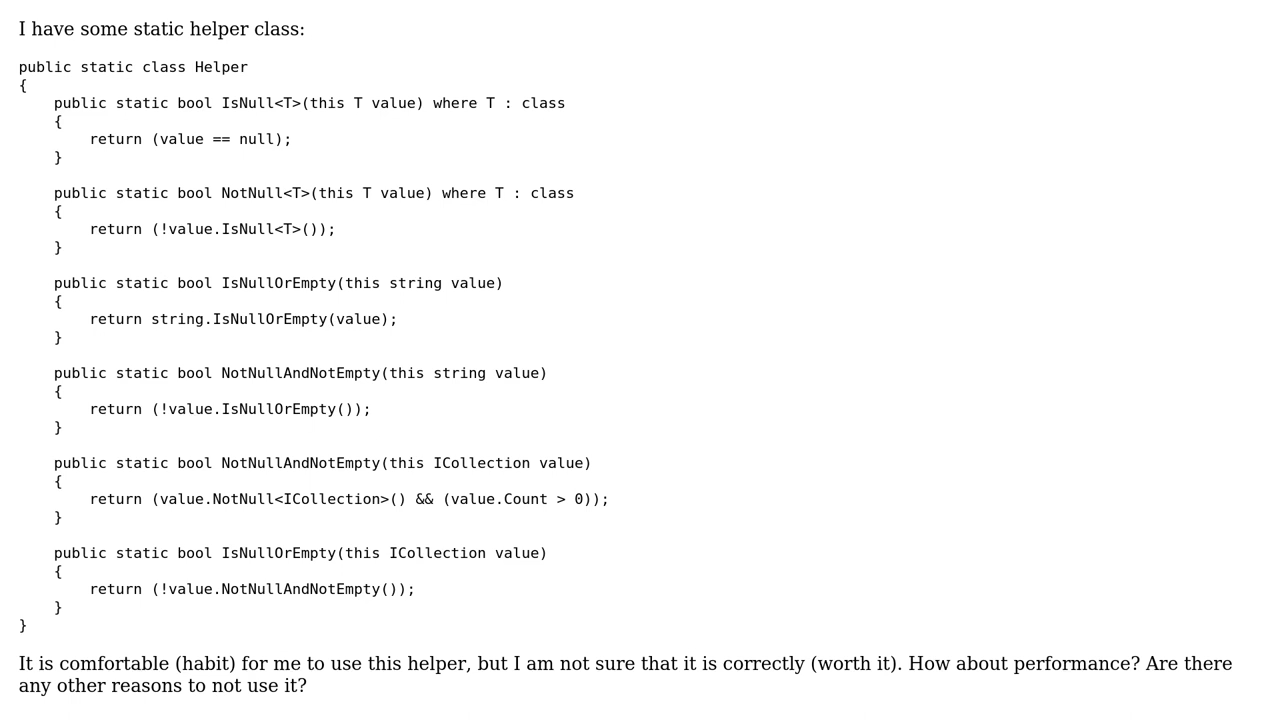 I have some static helper class:
public static class Helper
{
    public static bool IsNull<T>(this T value) where T : class
    {
        return (value == null);
    }
    public static bool NotNull<T>(this T value) where T : class
    {
        return (!value.IsNull<T>());
    }
    public static bool IsNullOrEmpty(this string value)
    {
        return string.IsNullOrEmpty(value);
    }
    public static bool NotNullAndNotEmpty(this string value)
    {
        return (!value.IsNullOrEmpty());
    }
    public static bool NotNullAndNotEmpty(this ICollection value)
    {
        return (value.NotNull<ICollection>() && (value.Count > 0));
    }
    public static bool IsNullOrEmpty(this ICollection value)
    {
        return (!value.NotNullAndNotEmpty());
    }
}
It is comfortable (habit) for me to use this helper, but I am not sure that it is correctly (worth it). How about performance? Are there
any other reasons to not use it?